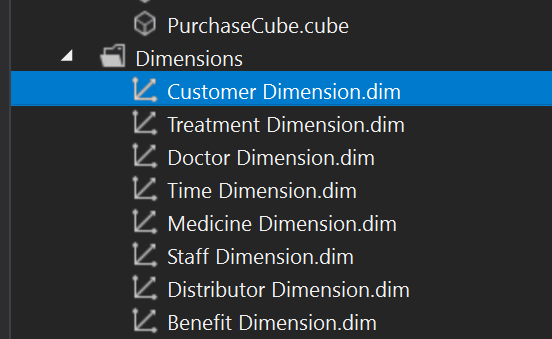 PurchaseCube.cube
Dimensions
Customer Dimension.dim
Treatment Dimension.dim
Doctor Dimension.dim
Time Dimension.dim
Medicine Dimension.dim
Staff Dimension.dim
Distributor Dimension.dim
Benefit Dimension.dim